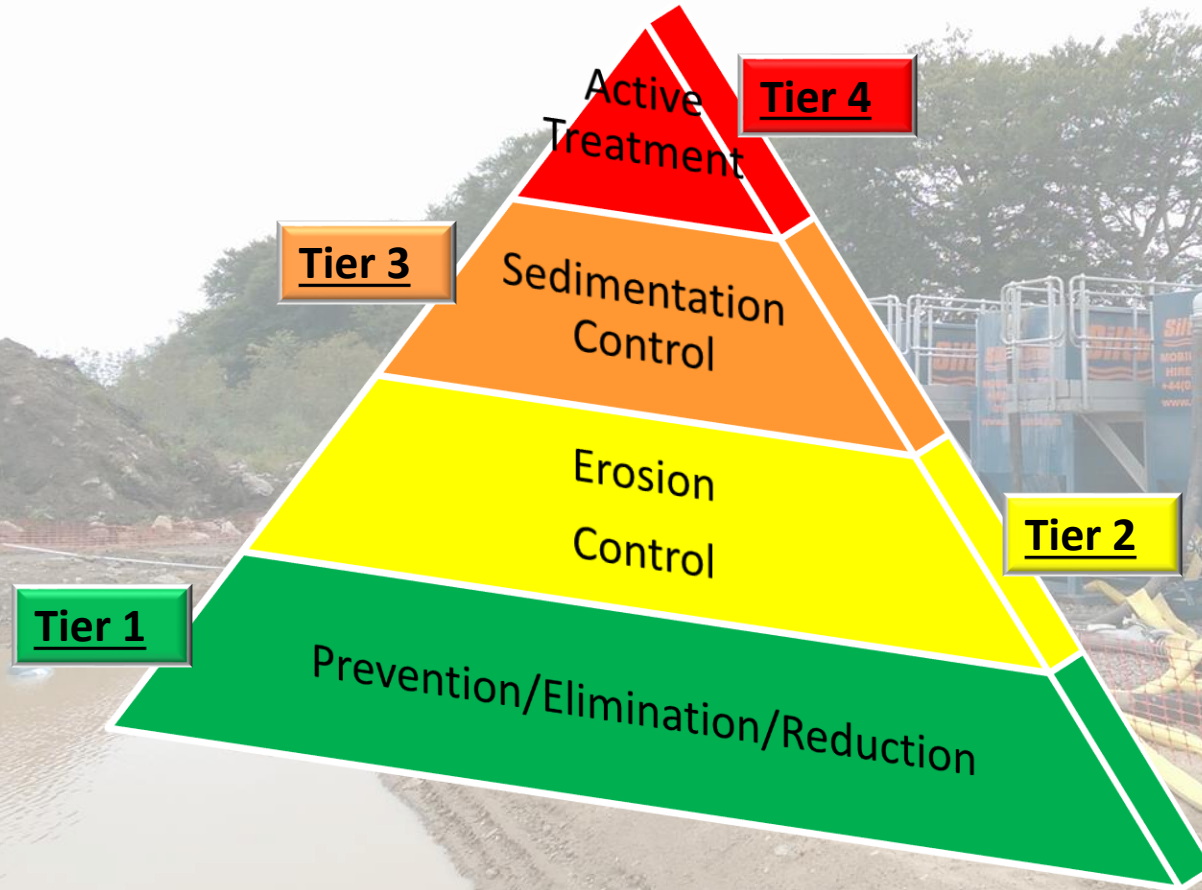 Active
Treatment
Tier 4
Tier 3
Sedimentation
Control
Erosion
Control
Tier 2
Tier 1
Prevention/Elimination/Reduction